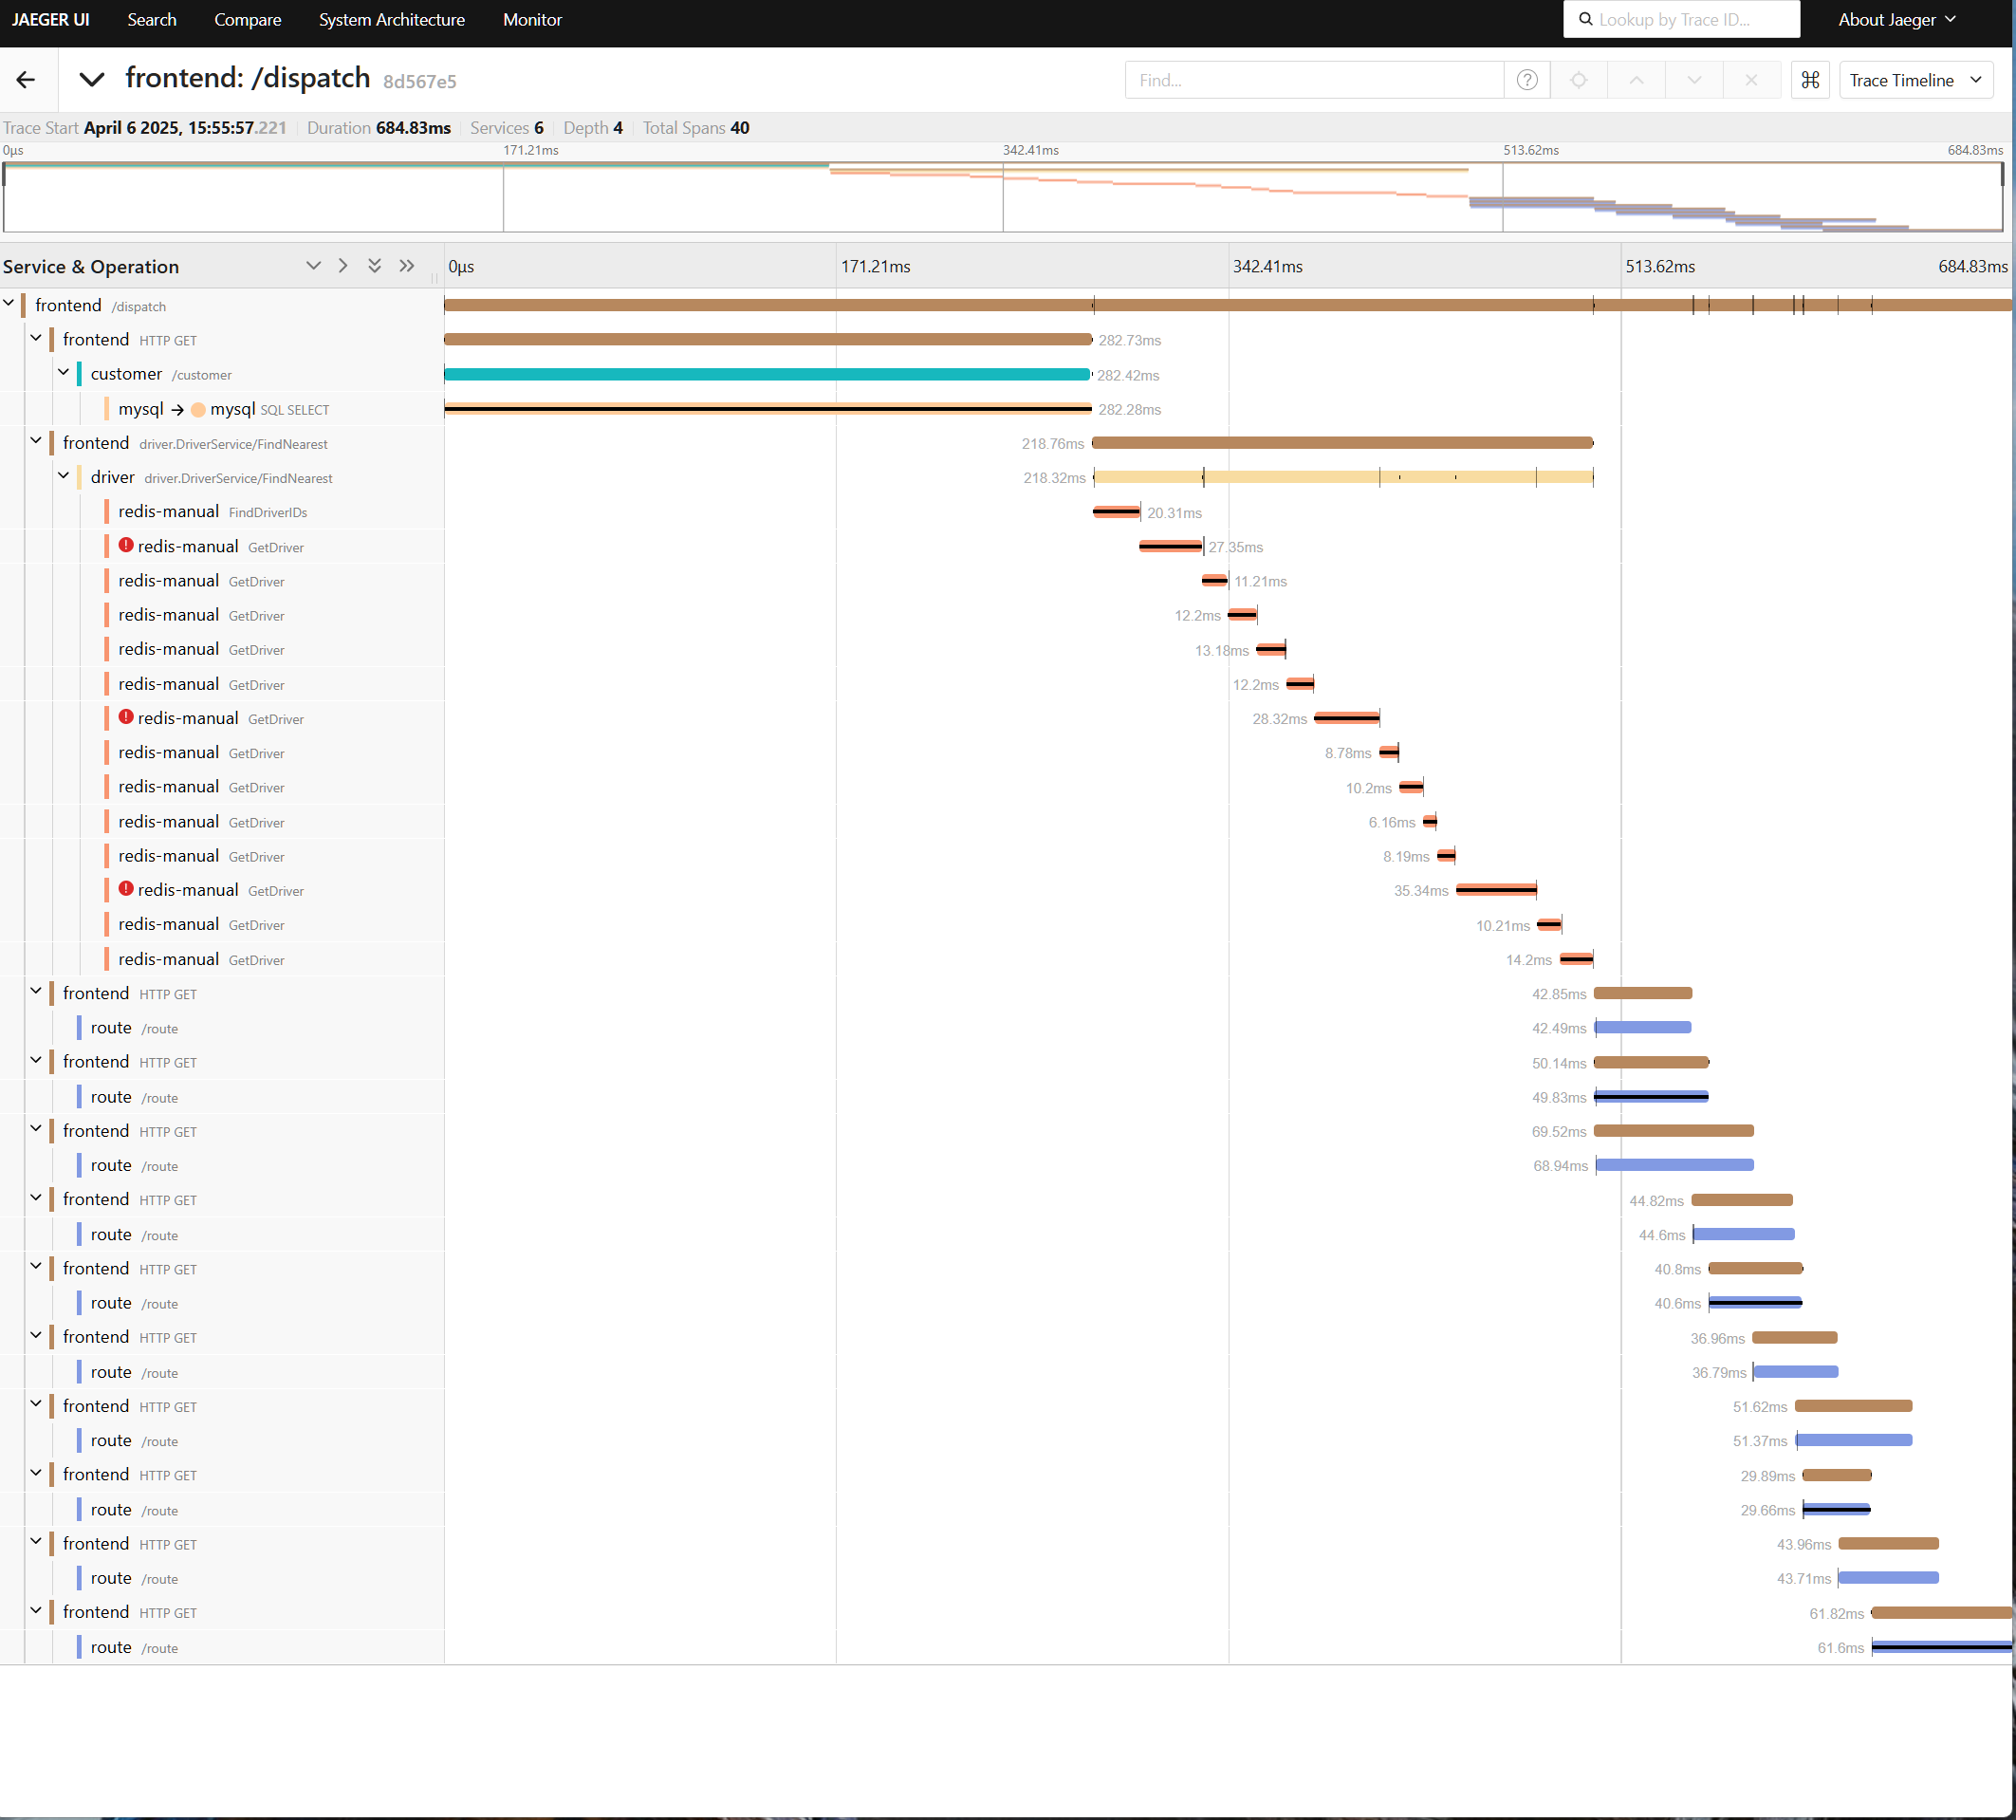 JAEGER UI Search Compare System Architecture Monitor Lookup by Trace ID... About Jaeger
frontend: /dispatch 8d567e5 Find... Trace Timeline
Trace Start April 6 2025, 15:55:57.221 Duration 684.83ms Services 6 Depth 4 Total Spans 40
0μs 171.21ms 342.41ms 513.62ms 684.83ms
Service & Operation 0μs 171.21ms 342.41ms 513.62ms 684.83ms
frontend /dispatch
frontend HTTP GET 282.73ms
customer /customer 282.42ms
mysql → mysql SQL SELECT 282.28ms
frontend driver.DriverService/FindNearest 218.76ms
driver driver.DriverService/FindNearest 218.32ms
redis-manual FindDriverIDs 20.31ms
redis-manual GetDriver 27.35ms
redis-manual GetDriver 11.21ms
redis-manual GetDriver 12.2ms
redis-manual GetDriver 13.18ms
redis-manual GetDriver 12.2ms
redis-manual GetDriver 28.32ms
redis-manual GetDriver 8.78ms
redis-manual GetDriver 10.2ms
redis-manual GetDriver 6.16ms
redis-manual GetDriver 8.19ms
redis-manual GetDriver 35.34ms
redis-manual GetDriver 10.21ms
redis-manual GetDriver 14.2ms
frontend HTTP GET 42.85ms
route /route 42.49ms
frontend HTTP GET 50.14ms
route /route 49.83ms
frontend HTTP GET 69.52ms
route /route 68.94ms
frontend HTTP GET 44.82ms
route /route 44.6ms
frontend HTTP GET 40.8ms
route /route 40.6ms
frontend HTTP GET 36.96ms
route /route 36.79ms
frontend HTTP GET 51.62ms
route /route 51.37ms
frontend HTTP GET 29.89ms
route /route 29.66ms
frontend HTTP GET 43.96ms
route /route 43.71ms
frontend HTTP GET 61.82ms
route /route 61.6ms